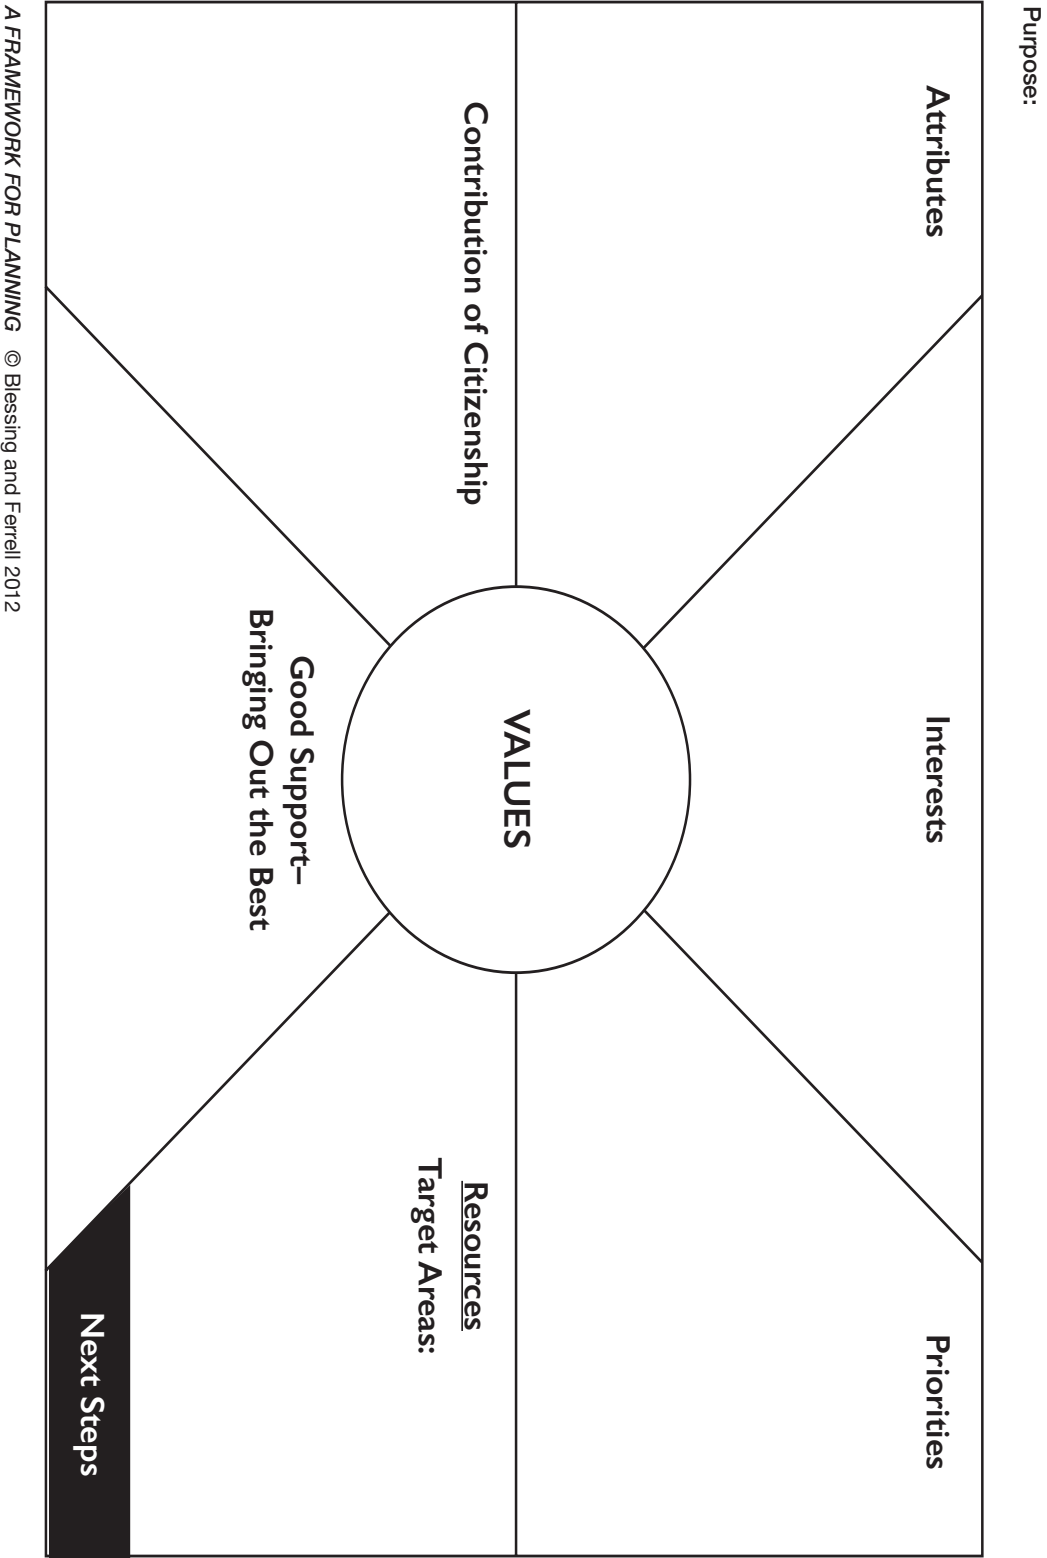 Purpose:
Attributes
Interests
Priorities
VALUES
Contribution of Citizenship
Good Support–
Bringing Out the Best
Resources
Target Areas:
Next Steps
A FRAMEWORK FOR PLANNING © Blessing and Ferrell 2012